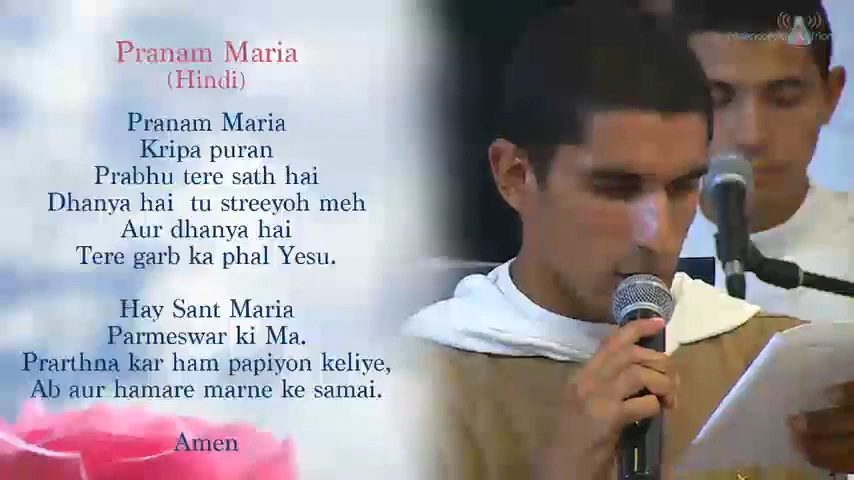 Pranam Maria
(Hindi)
Pranam Maria
Kripa puran
Prabhu tere sath hai
Dhanya hai tu streeyoh meh
Aur dhanya hai
Tere garb ka phal Yesu.
Hay Sant Maria
Parmeswar ki Ma.
Prarthna kar ham papiyon keliye,
Ab aur hamare marne ke samai.
Amen